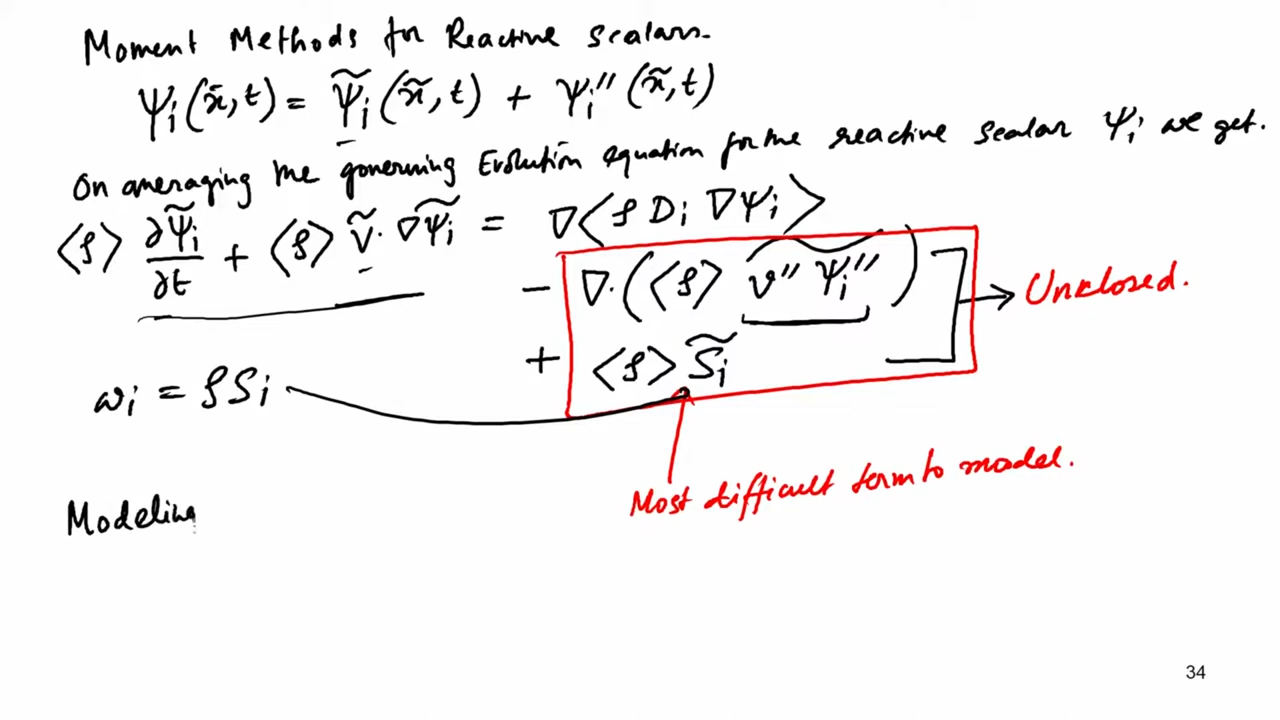 Moment Methods for Reactive Scalars.
Ψᵢ(x̃,t) = Ψ̃ᵢ(x̃,t) + Ψᵢ″(x̃,t)
On averaging the governing Evolution equation for the reactive scalar Ψᵢ we get.
⟨ρ⟩ ∂Ψ̃ᵢ/∂t + ⟨ρ⟩ ṽ · ∇Ψ̃ᵢ = ∇⟨ρ Dᵢ ∇Ψᵢ⟩
− ∇·(⟨ρ⟩ v″ Ψᵢ″) → Unclosed.
+ ⟨ρ⟩ S̃ᵢ
ωᵢ = ρSᵢ
Most difficult term to model.
Modeling
34